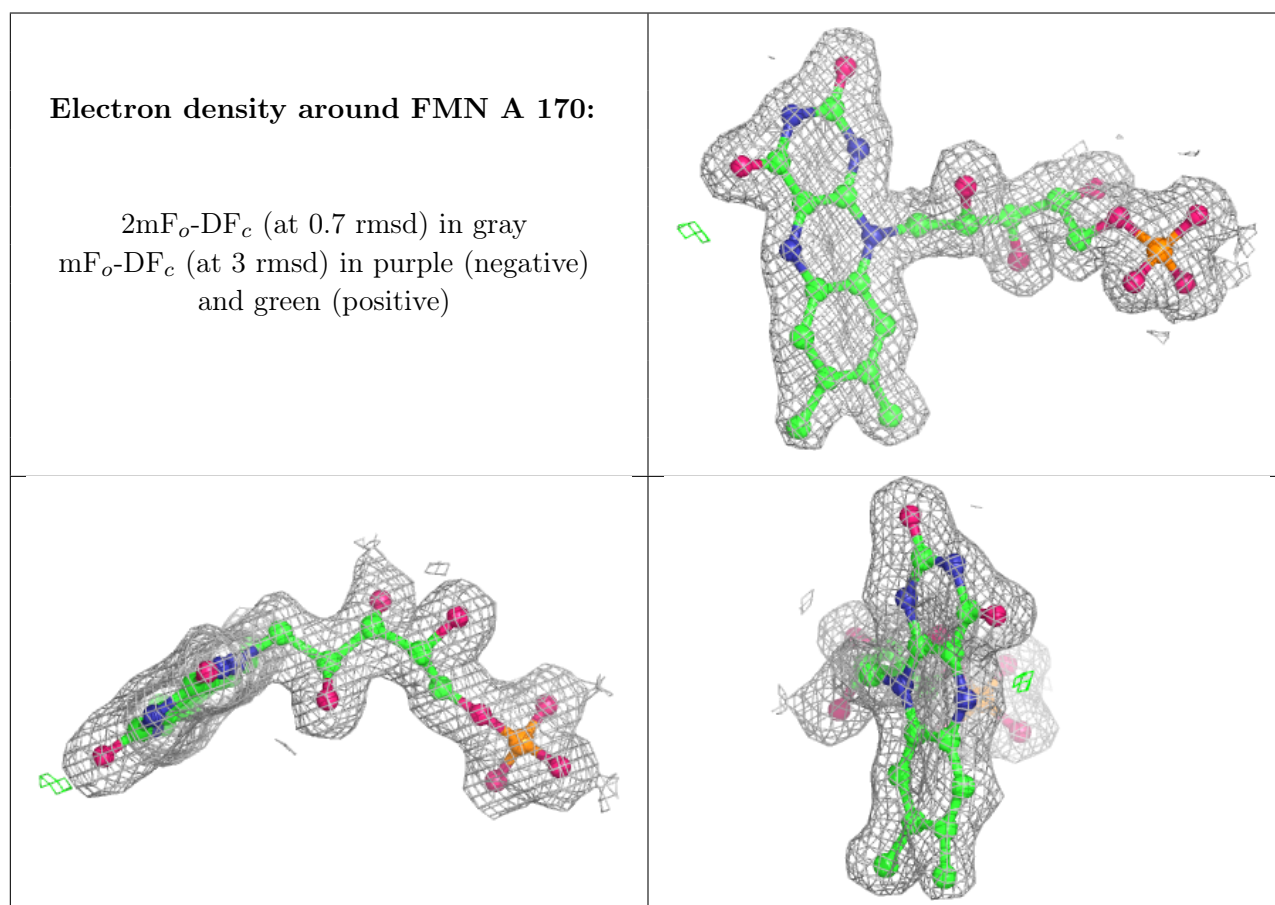 Electron density around FMN A 170:
2mFo-DFc (at 0.7 rmsd) in gray
mFo-DFc (at 3 rmsd) in purple (negative)
and green (positive)